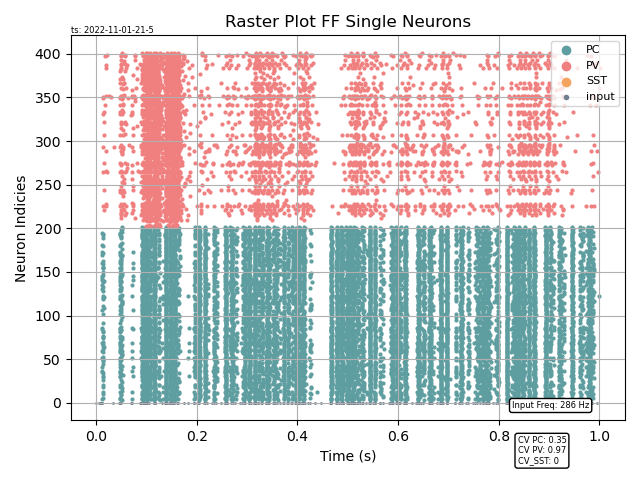 Raster Plot FF Single Neurons
ts: 2022-11-01-21-5
PC
PV
SST
input
400
350
300
250
200
150
100
50
0
Neuron Indicies
0.0 0.2 0.4 0.6 0.8 1.0
Time (s)
Input Freq: 286 Hz
CV PC: 0.35
CV PV: 0.97
CV_SST: 0